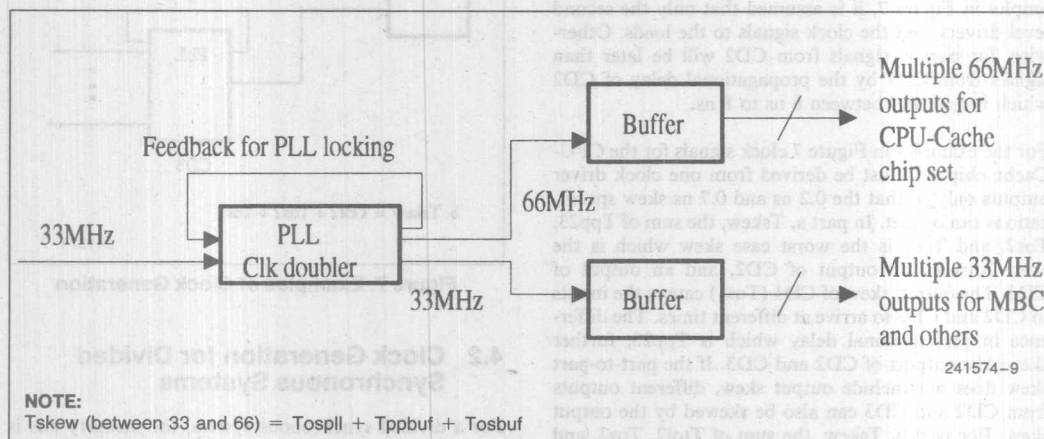 Multiple 66MHz
outputs for
CPU-Cache
chip set
Buffer
Feedback for PLL locking
66MHz
33MHz
PLL
Clk doubler
33MHz
Buffer
Multiple 33MHz
outputs for MBC
and others
241574-9
NOTE:
Tskew (between 33 and 66) = Tospll + Tppbuf + Tosbuf